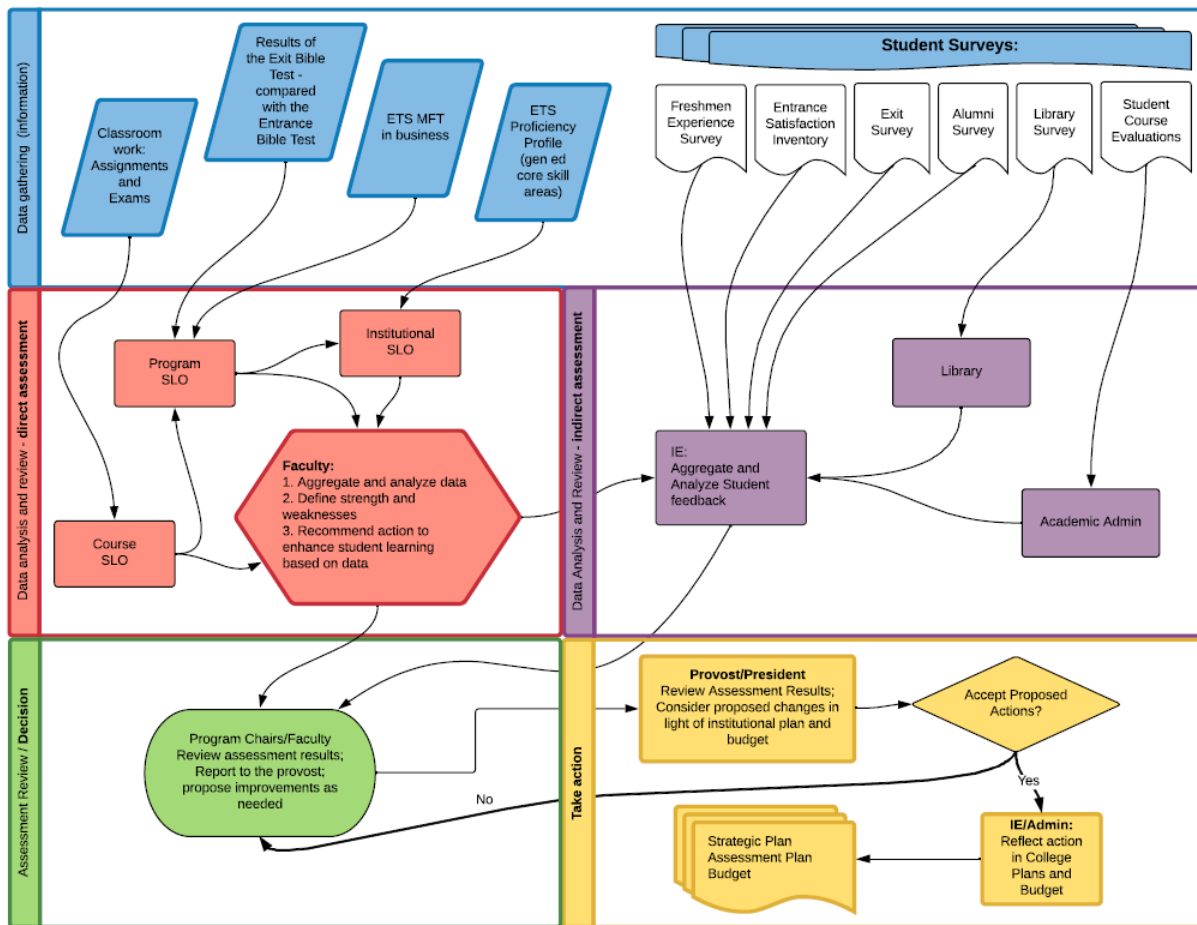 Data gathering (information)
Classroom
work:
Assignments
and
Exams
Results of
the Exit Bible
Test -
compared
with the
Entrance
Bible Test
ETS MFT
in business
ETS
Proficiency
Profile
(gen ed
core skill
areas)
Student Surveys:
Freshmen
Experience
Survey
Entrance
Satisfaction
Inventory
Exit
Survey
Alumni
Survey
Library
Survey
Student
Course
Evaluations
Data analysis and review - direct assessment
Program
SLO
Institutional
SLO
Course
SLO
Faculty:
1. Aggregate and analyze data
2. Define strength and
weaknesses
3. Recommend action to
enhance student learning
based on data
Data Analysis and Review - indirect assessment
IE:
Aggregate and
Analyze Student
feedback
Library
Academic Admin
Assessment Review / Decision
Program Chairs/Faculty
Review assessment results;
Report to the provost;
propose improvements as
needed
Take action
Provost/President
Review Assessment Results;
Consider proposed changes in
light of institutional plan and
budget
Accept Proposed
Actions?
No
Yes
IE/Admin:
Reflect action
in College
Plans and
Budget
Strategic Plan
Assessment Plan
Budget